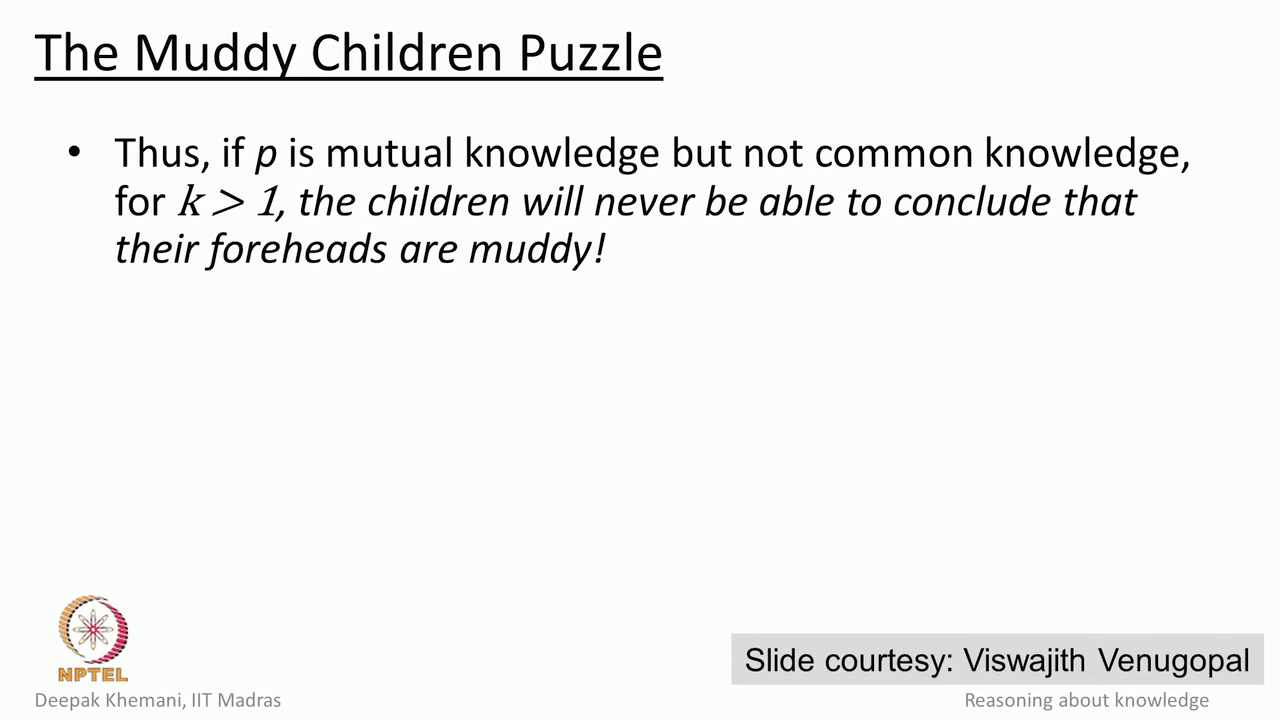 The Muddy Children Puzzle
• Thus, if p is mutual knowledge but not common knowledge,
for k > 1, the children will never be able to conclude that
their foreheads are muddy!
NPTEL
Slide courtesy: Viswajith Venugopal
Deepak Khemani, IIT Madras
Reasoning about knowledge